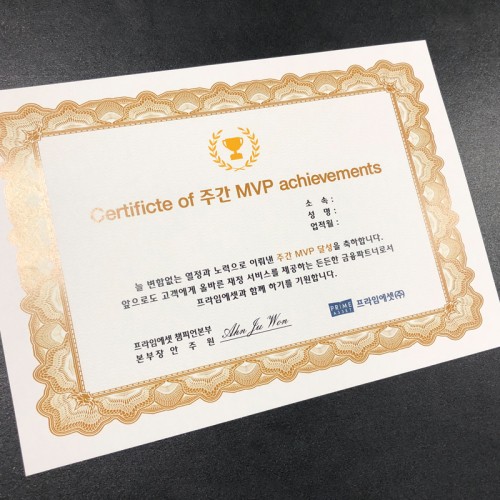 Certificte of 주간 MVP achievements
소 속 :
성 명 :
업적월 :
늘 변함없는 열정과 노력으로 이뤄낸 주간 MVP 달성을 축하합니다.
앞으로도 고객에게 올바른 재정 서비스를 제공하는 든든한 금융파트너로서
프라임에셋과 함께 하기를 기원합니다.
프라임에셋 챔피언본부
본부장 안 주 원 Ahn Ju Won
PRIME
ASSET
프라임에셋(주)